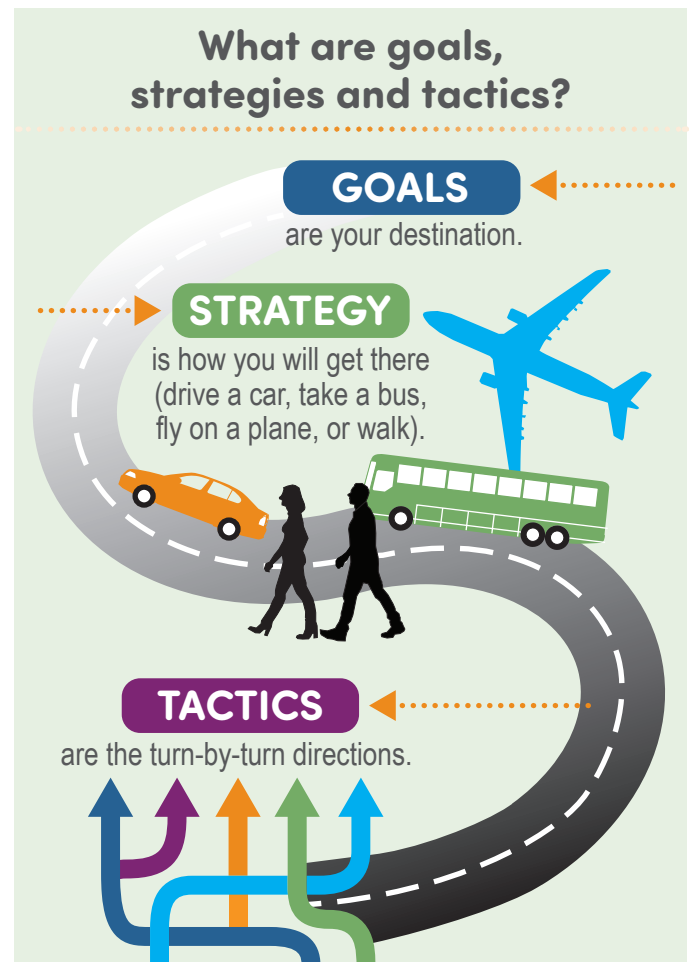 What are goals,
strategies and tactics?
GOALS
are your destination.
STRATEGY
is how you will get there
(drive a car, take a bus,
fly on a plane, or walk).
TACTICS
are the turn-by-turn directions.